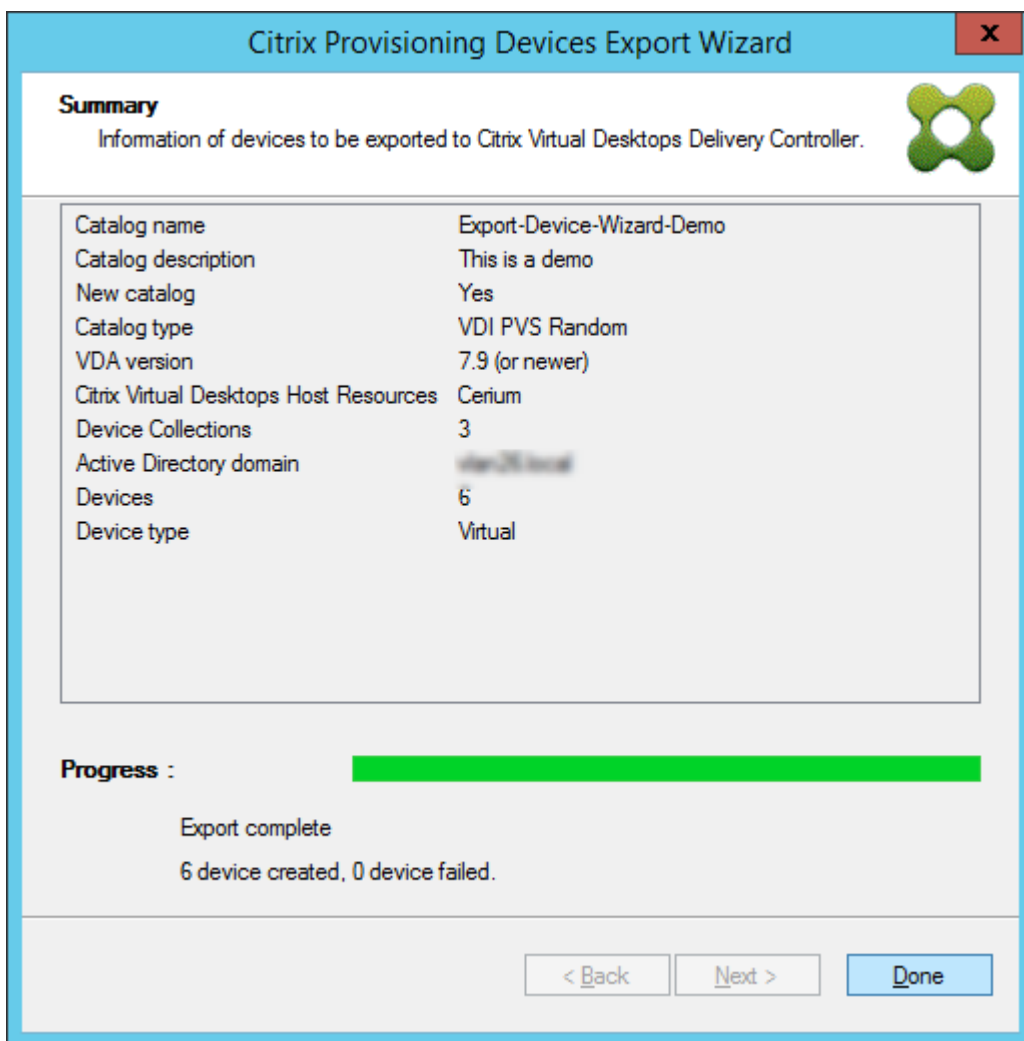 Citrix Provisioning Devices Export Wizard
x
Summary
Information of devices to be exported to Citrix Virtual Desktops Delivery Controller.
Catalog name Export-Device-Wizard-Demo
Catalog description This is a demo
New catalog Yes
Catalog type VDI PVS Random
VDA version 7.9 (or newer)
Citrix Virtual Desktops Host Resources Cerium
Device Collections 3
Active Directory domain
Devices 6
Device type Virtual
Progress :
Export complete
6 device created, 0 device failed.
< Back
Next >
Done